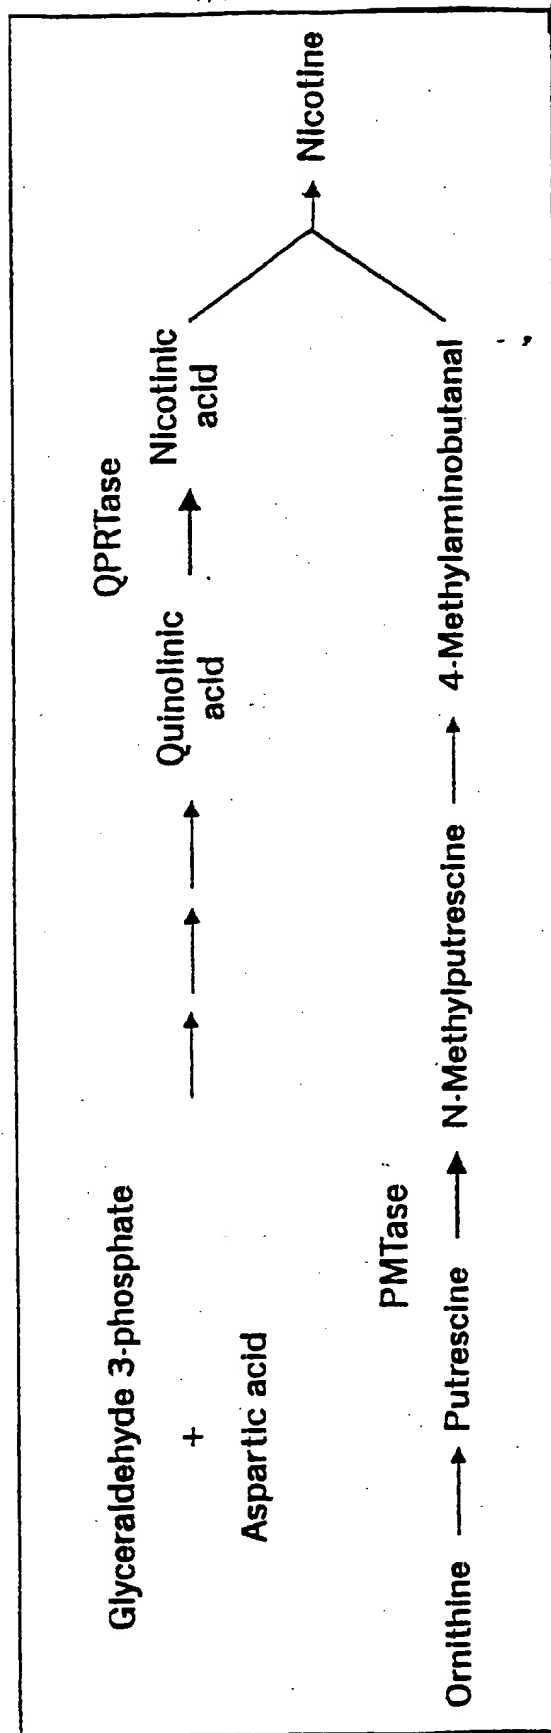 Glyceraldehyde 3-phosphate
+
Aspartic acid
QPRTase
Quinolinic
acid
Nicotinic
acid
Nicotine
PMTase
Ornithine
Putrescine
N-Methylputrescine
4-Methylaminobutanal